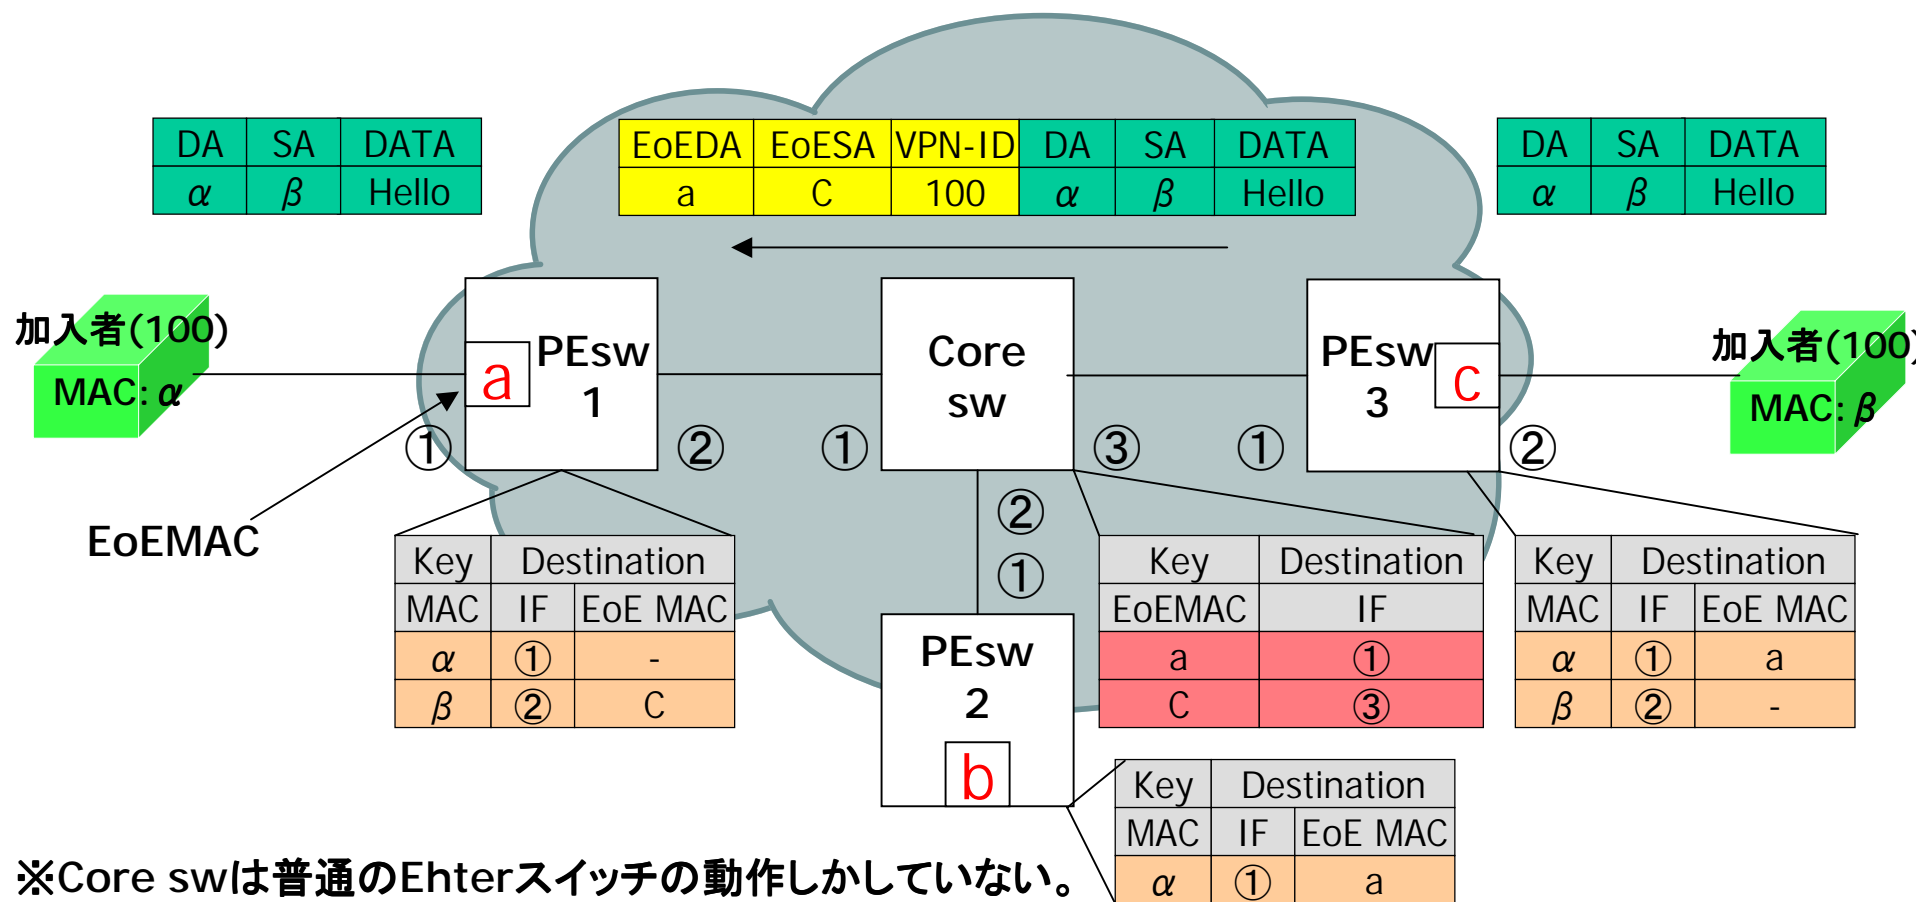 DA SA DATA
α β Hello
EoEDA EoESA VPN-ID DA SA DATA
a C 100 α β Hello
DA SA DATA
α β Hello
加入者(100)
MAC: α
a
PEsw
1
Core
sw
PEsw
3
C
加入者(100)
MAC: β
① ② ① ③ ① ②
EoEMAC
②
①
Key Destination
MAC IF EoE MAC
α ① -
β ② C
PEsw
2
b
Key Destination
EoEMAC IF
a ①
C ③
Key Destination
MAC IF EoE MAC
α ① a
β ② -
Key Destination
MAC IF EoE MAC
α ① a
※Core swは普通のEhterスイッチの動作しかしていない。